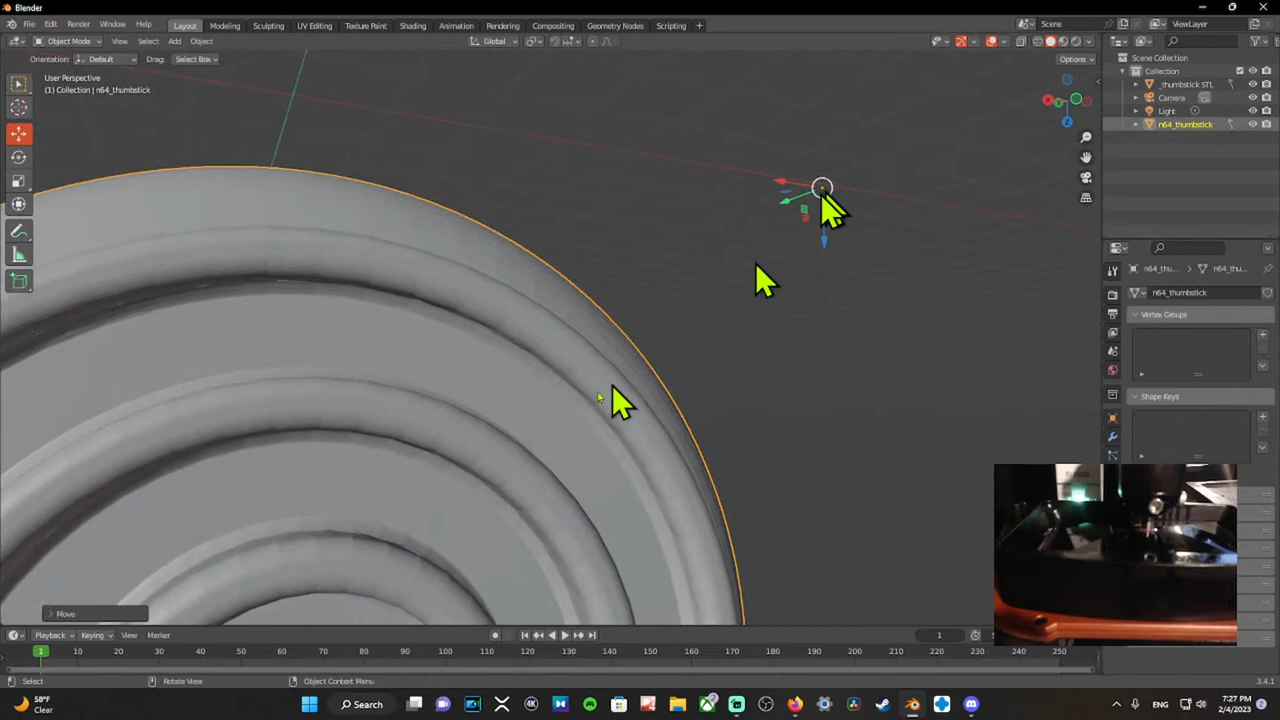 Blender
File Edit Render Window Help Layout Modeling Sculpting UV Editing Texture Paint Shading Animation Rendering Compositing Geometry Nodes Scripting + Scene ViewLayer
Object Mode View Select Add Object Global
Orientation: Default Drag: Select Box Options
User Perspective
(1) Collection | n64_thumbstick
Scene Collection
Collection
_thumbstick STL
Camera
Light
n64_thumbstick
n64_thu... n64_thu...
n64_thumbstick
Vertex Groups
Shape Keys
Move
Playback Keying View Marker 1
1 10 20 30 40 50 60 70 80 90 100 110 120 130 140 150 160 170 180 190 200 210 220 230 240 250
Select Rotate View Object Context Menu 3.4.1
58°F
Clear
Search
ENG
7:27 PM
2/4/2023